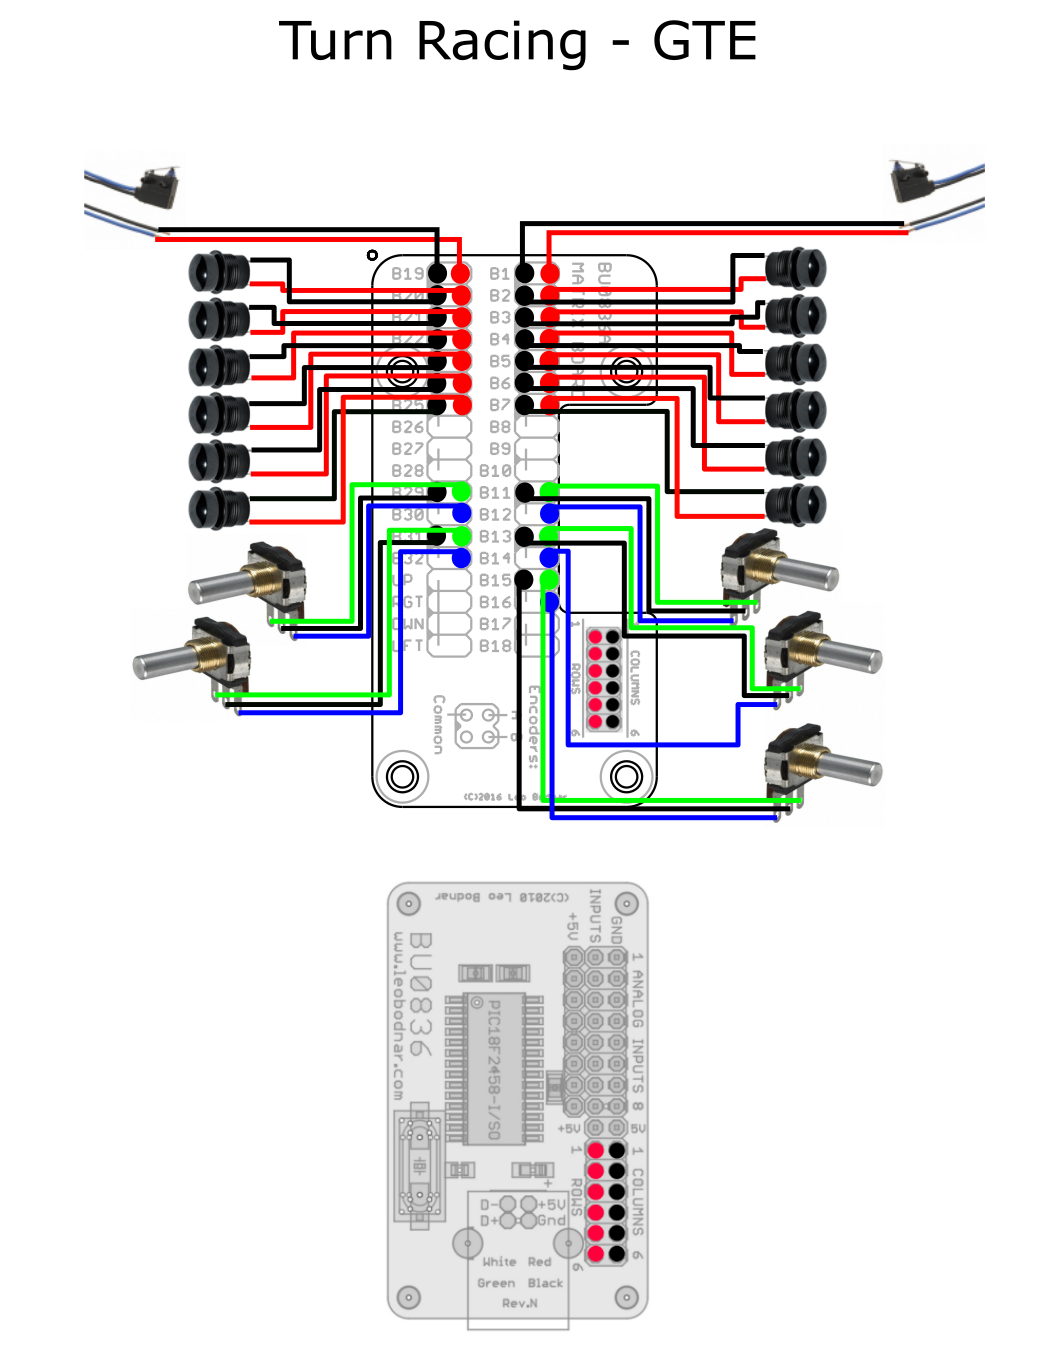 Turn Racing - GTE
B19 B1
B20 B2
B21 B3
B22 B4
B5
B6
B25 B7
B26 B8
B27 B9
B28 B10
B29 B11
B30 B12
B31 B13
B32 B14
UP B15
RGT B16
DWN B17
LFT B18
BU0836A
MATRIX BOARD
1
ROWS
6
COLUMNS
6
Common
Encoders:
(C)2016 Leo Bodnar
(C)2010 Leo Bodnar
BU0836
www.leobodnar.com
PIC18F2458-I/SO
+5V
INPUTS
GND
1 ANALOG INPUTS 8
+5V 5V
1 ROWS 6
1 COLUMNS 6
+
D- +5V
D+ Gnd
White Red
Green Black
Rev.N